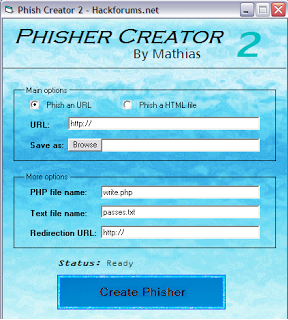 Phish Creator 2 - Hackforums.net
PHISHER CREATOR 2
By Mathias
Main options
Phish an URL Phish a HTML file
URL: http://
Save as: Browse
More options
PHP file name: write.php
Text file name: passes.txt
Redirection URL: http://
Status: Ready
Create Phisher